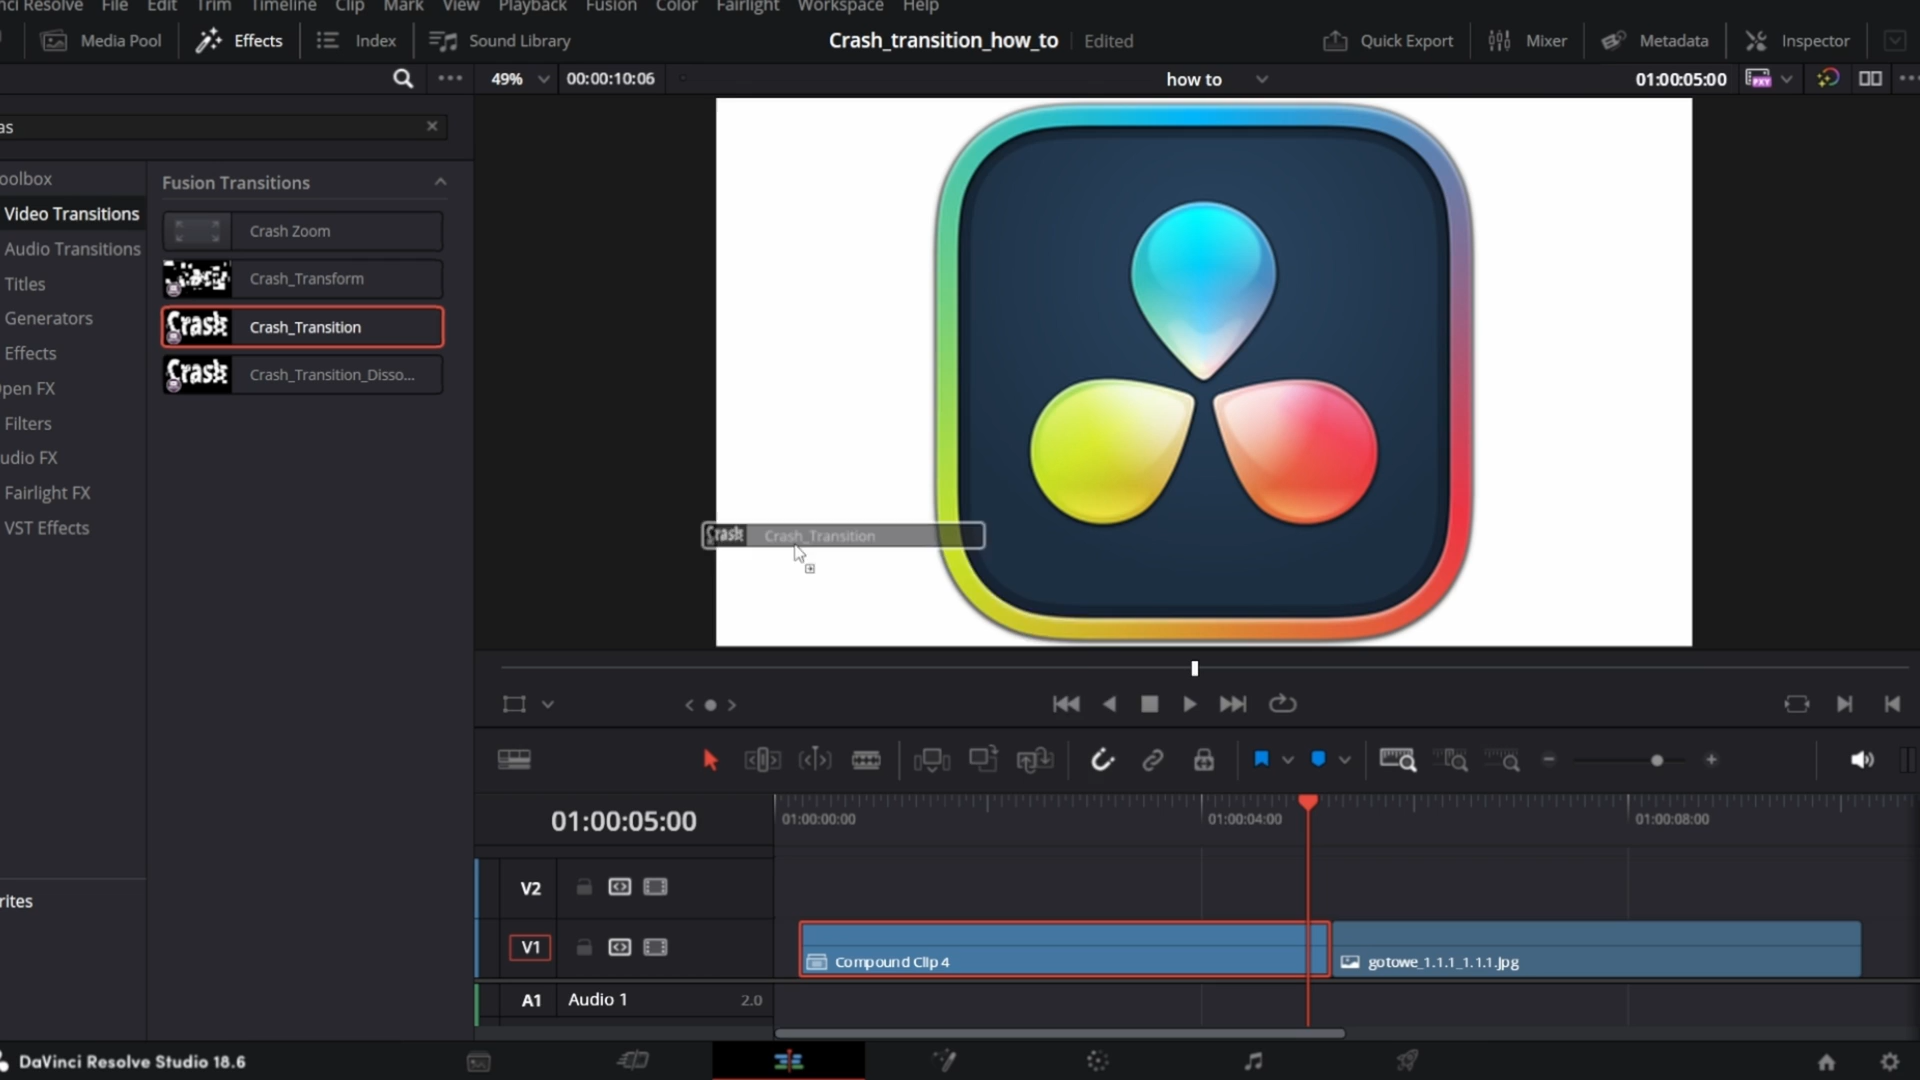 nci Resolve File Edit Trim Timeline Clip Mark View Playback Fusion Color Fairlight Workspace Help
Media Pool Effects Index Sound Library Crash_transition_how_to Edited Quick Export Mixer Metadata Inspector
49% 00:00:10:06 how to 01:00:05:00 PXY
as
oolbox
Video Transitions
Audio Transitions
Titles
Generators
Effects
pen FX
Filters
udio FX
Fairlight FX
VST Effects
rites
Fusion Transitions
Crash Zoom
Crash_Transform
Crash Crash_Transition
Crash Crash_Transition_Disso...
Crash Crash_Transition
01:00:05:00
01:00:00:00 01:00:04:00 01:00:08:00
V2
V1 Compound Clip 4 gotowe_1.1.1_1.1.1.jpg
A1 Audio 1 2.0
DaVinci Resolve Studio 18.6